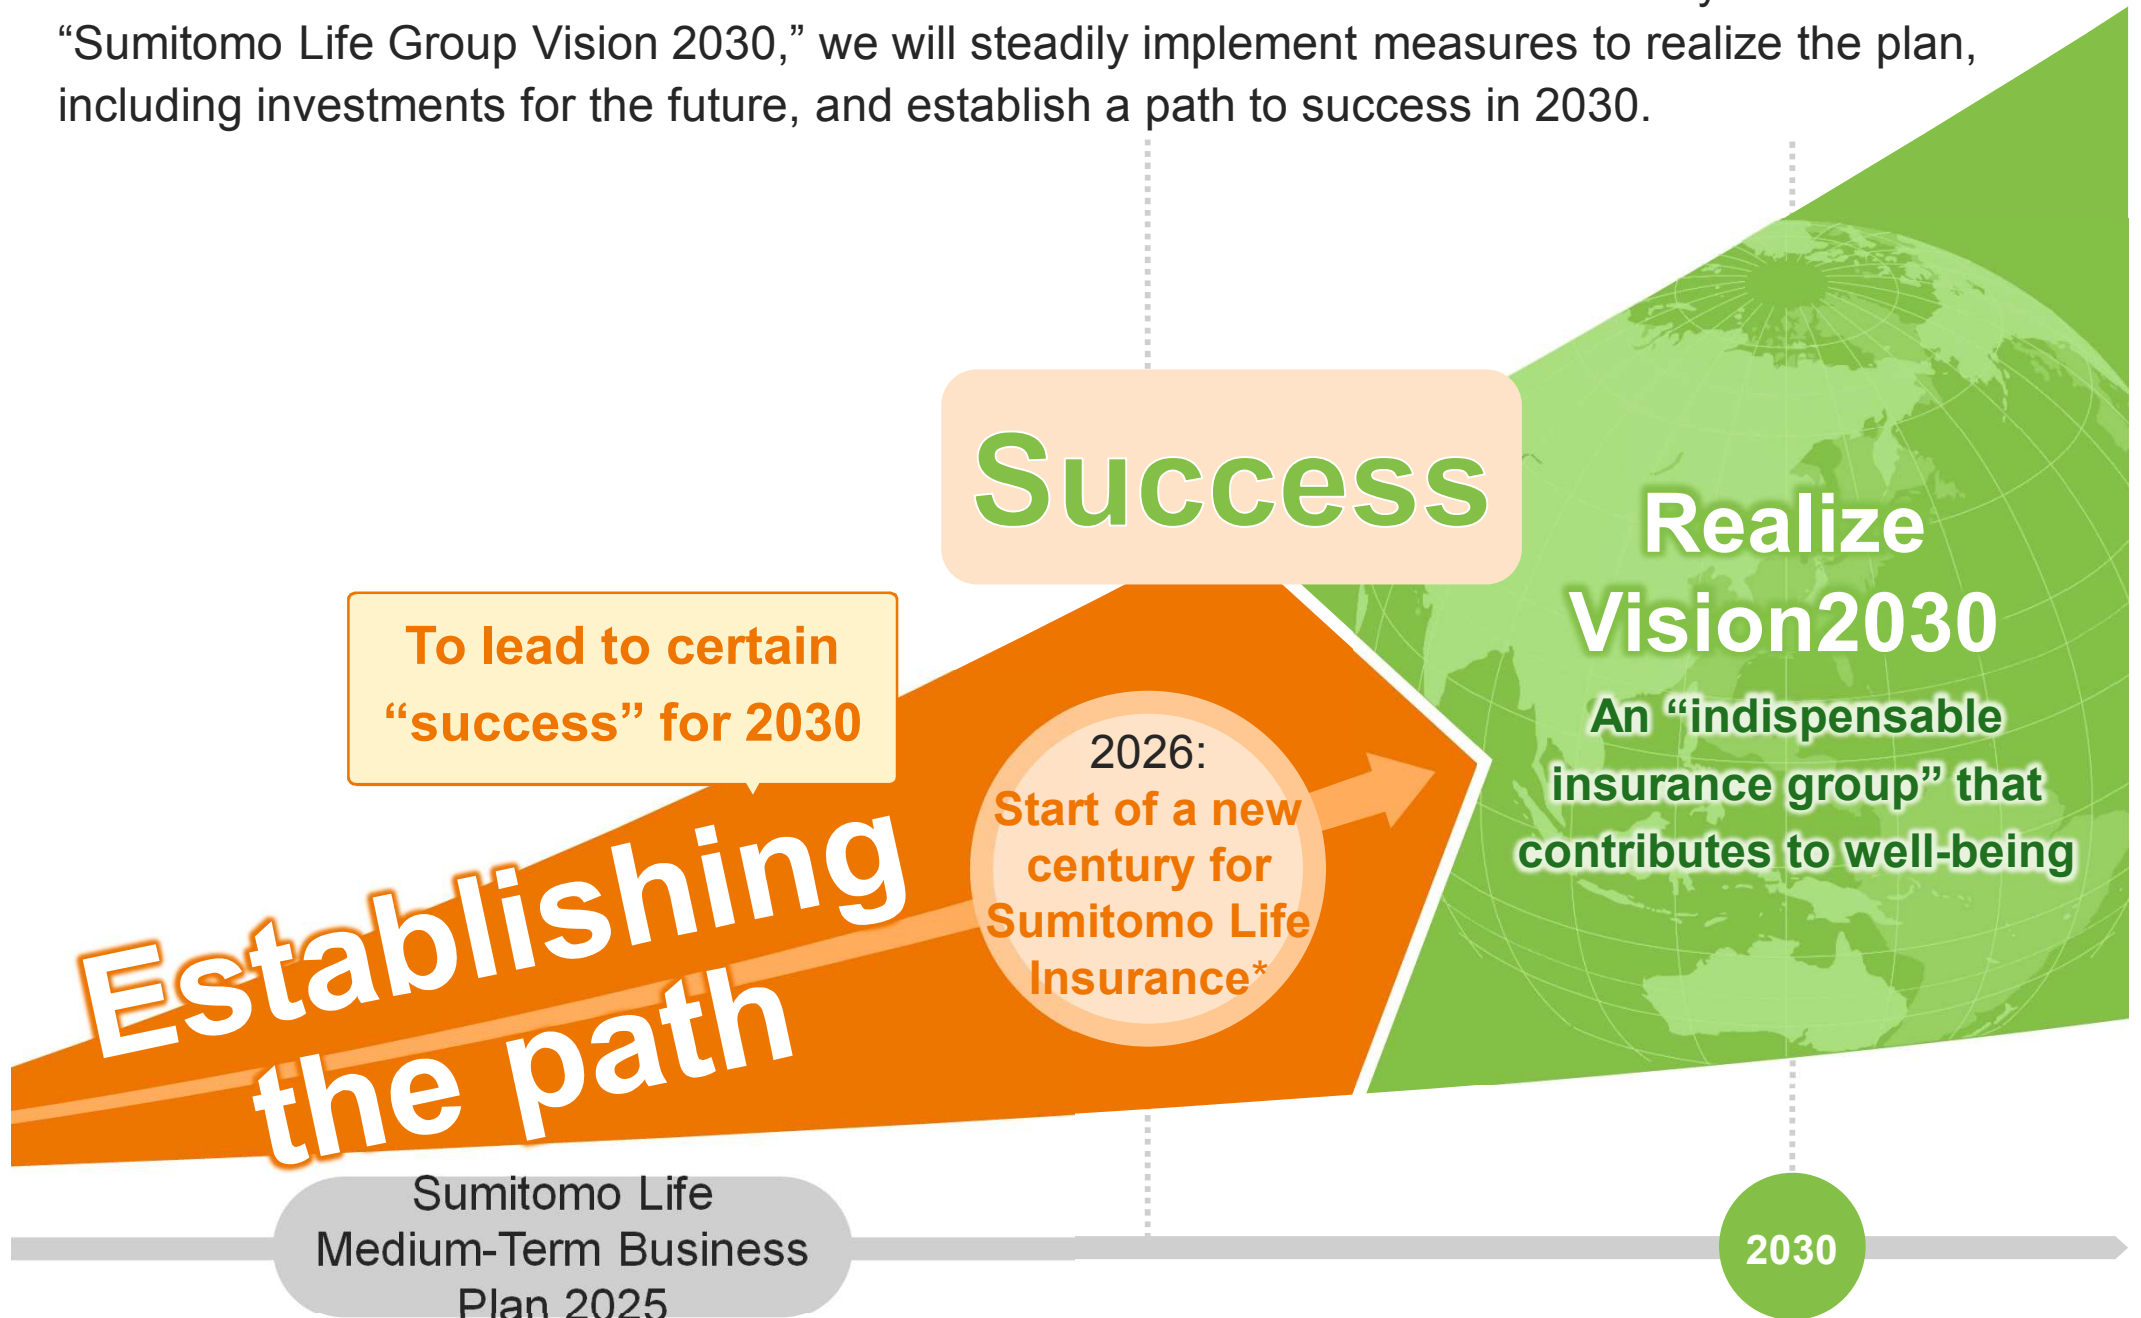 “Sumitomo Life Group Vision 2030,” we will steadily implement measures to realize the plan,
including investments for the future, and establish a path to success in 2030.
Success
Realize
Vision2030
An “indispensable
insurance group” that
contributes to well-being
To lead to certain
“success” for 2030
2026:
Start of a new
century for
Sumitomo Life
Insurance*
Establishing
the path
Sumitomo Life
Medium-Term Business
Plan 2025
2030